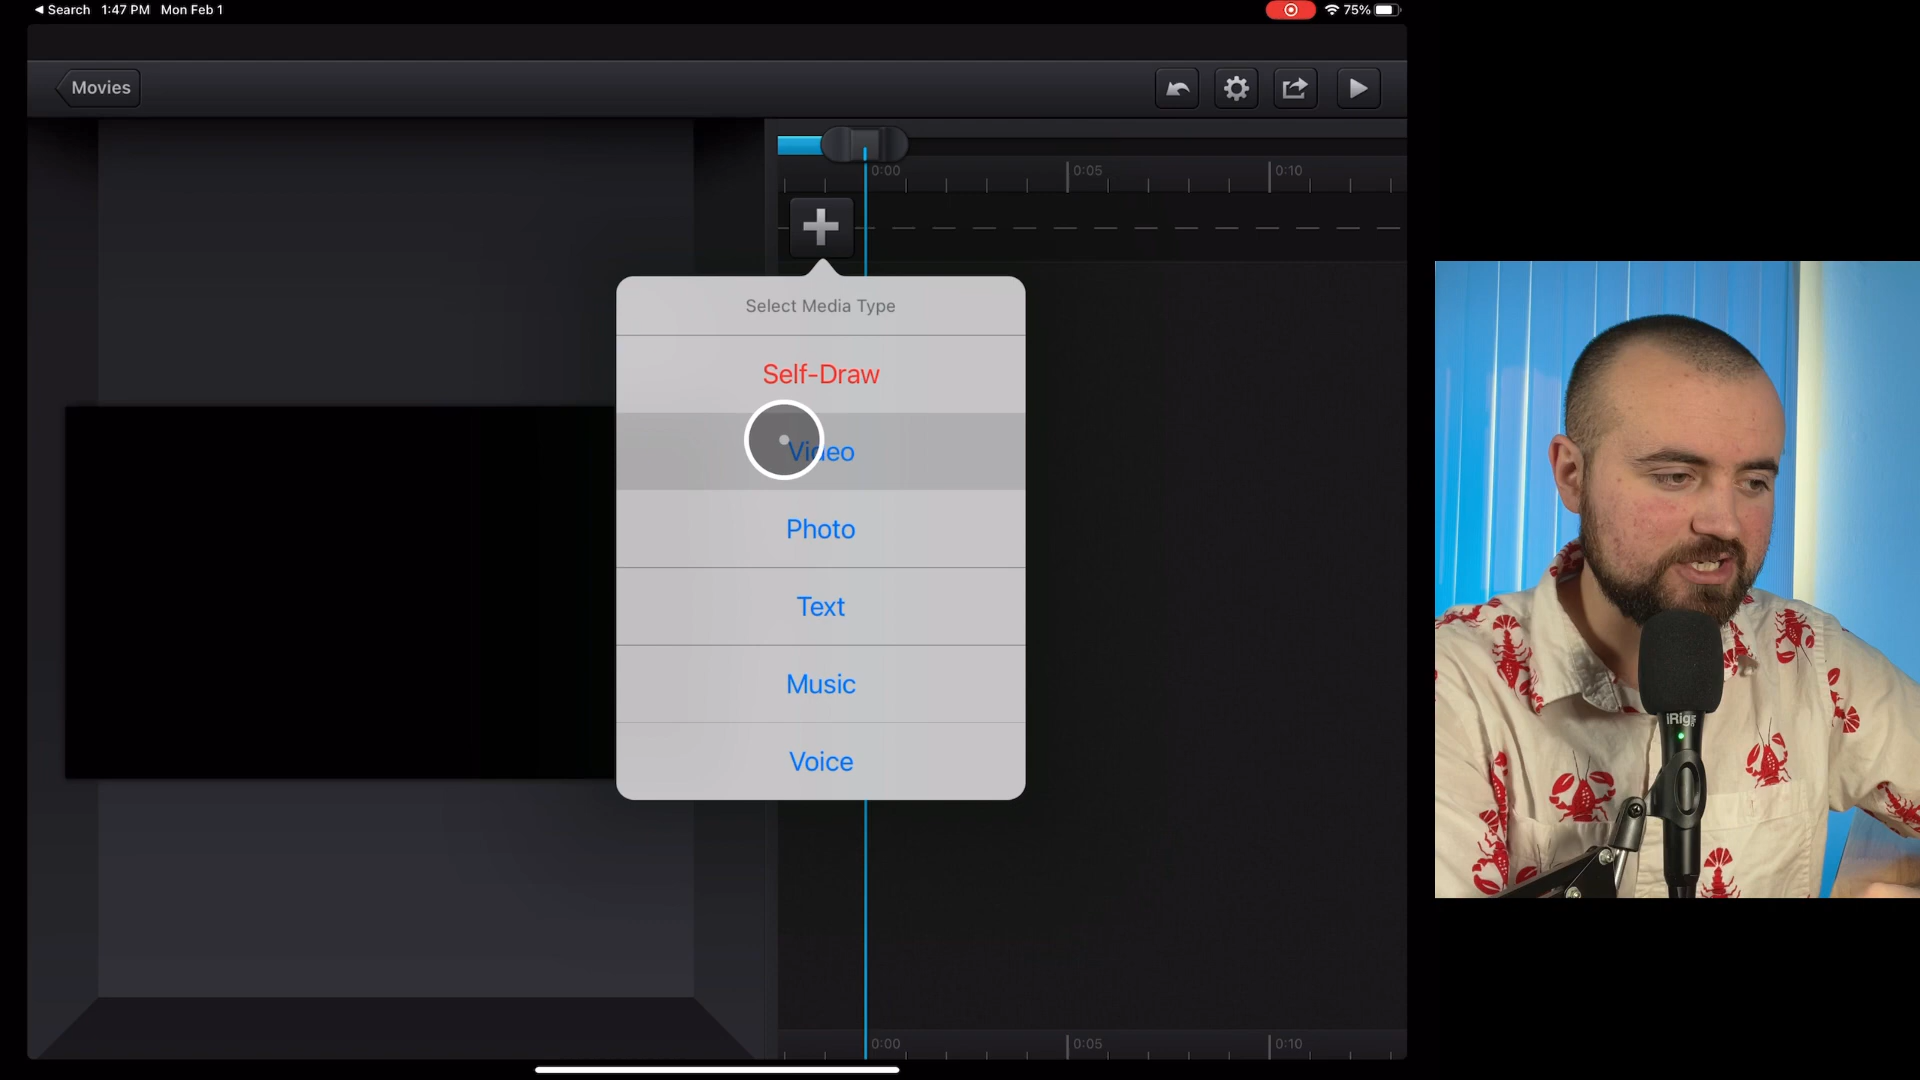 Search 1:47 PM Mon Feb 1
75%
Movies
0:00 0:05 0:10
Select Media Type
Self-Draw
Video
Photo
Text
Music
Voice
iRig
0:00 0:05 0:10